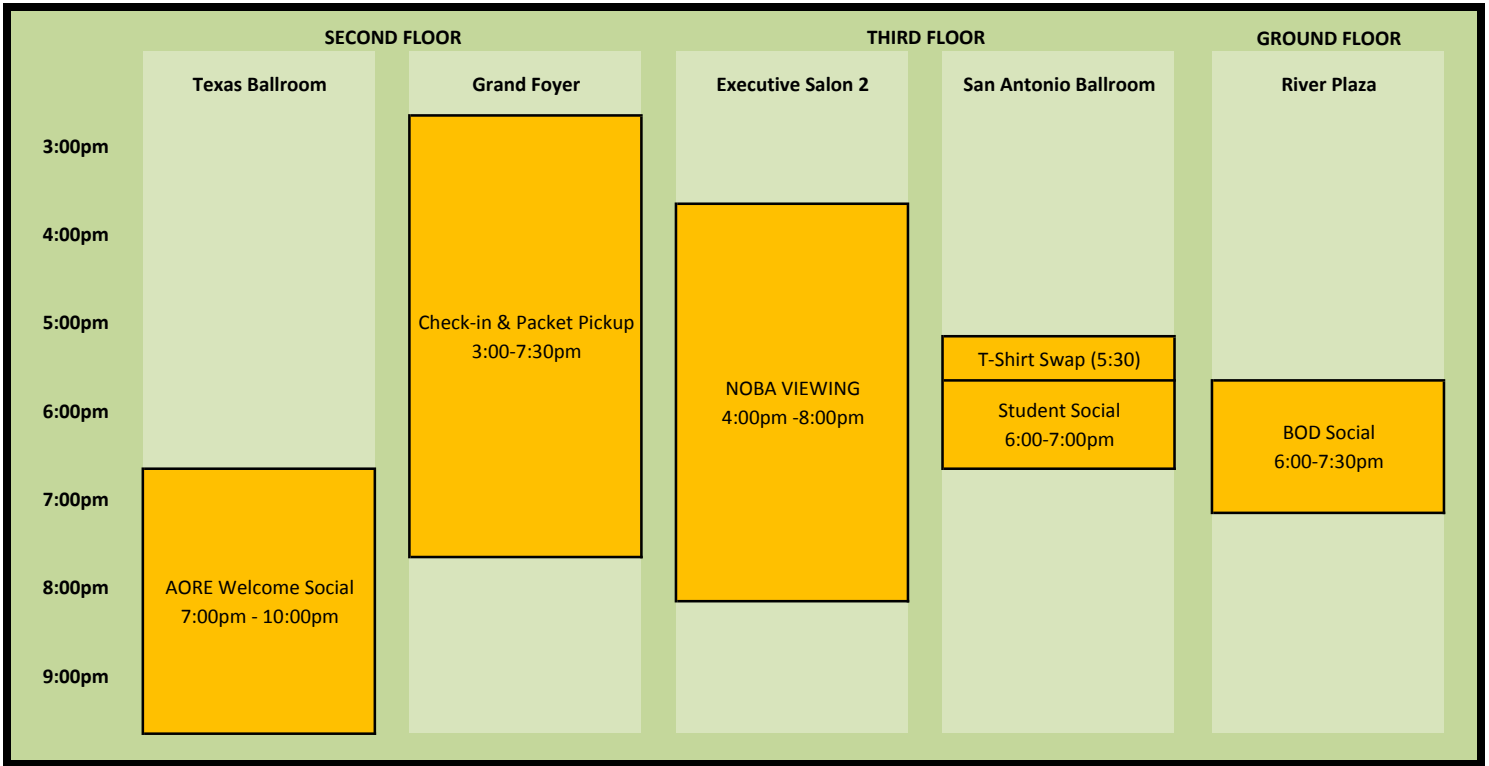 SECOND FLOOR
THIRD FLOOR
GROUND FLOOR
Texas Ballroom
Grand Foyer
Executive Salon 2
San Antonio Ballroom
River Plaza
3:00pm
4:00pm
5:00pm
6:00pm
7:00pm
8:00pm
9:00pm
AORE Welcome Social
7:00pm - 10:00pm
Check-in & Packet Pickup
3:00-7:30pm
NOBA VIEWING
4:00pm -8:00pm
T-Shirt Swap (5:30)
Student Social
6:00-7:00pm
BOD Social
6:00-7:30pm